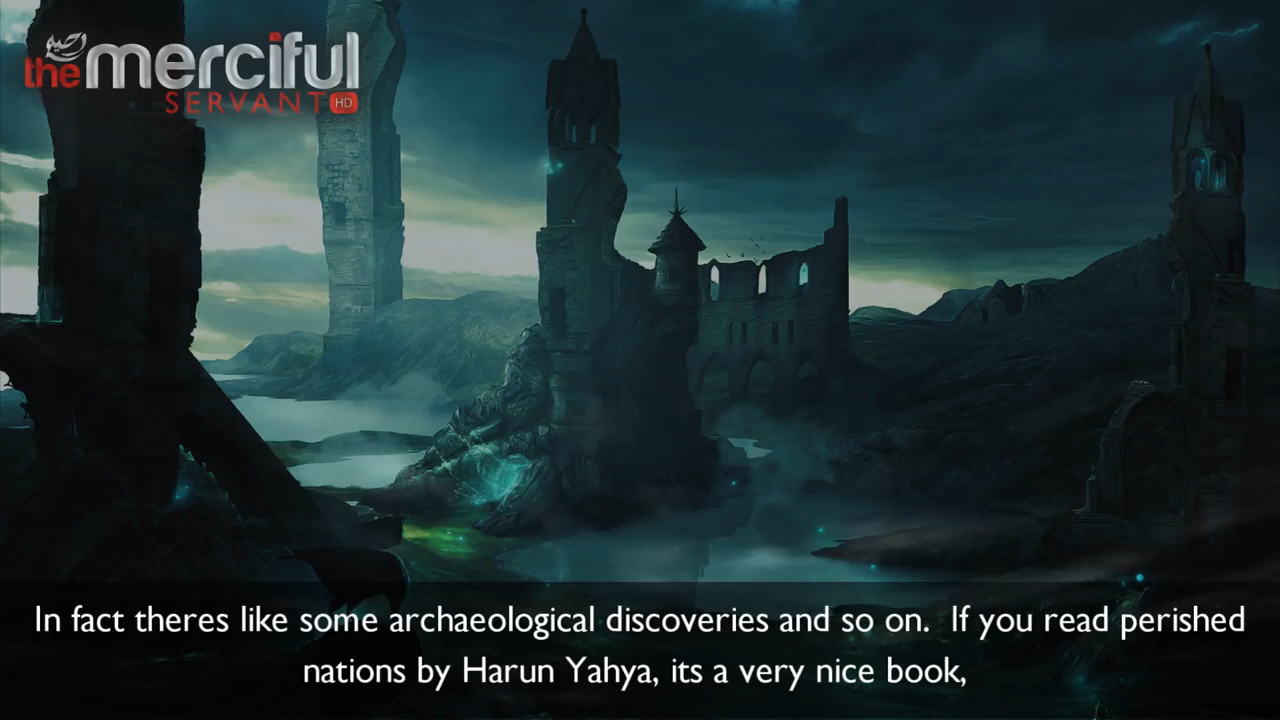 the merciful
SERVANT HD
In fact theres like some archaeological discoveries and so on. If you read perished
nations by Harun Yahya, its a very nice book,